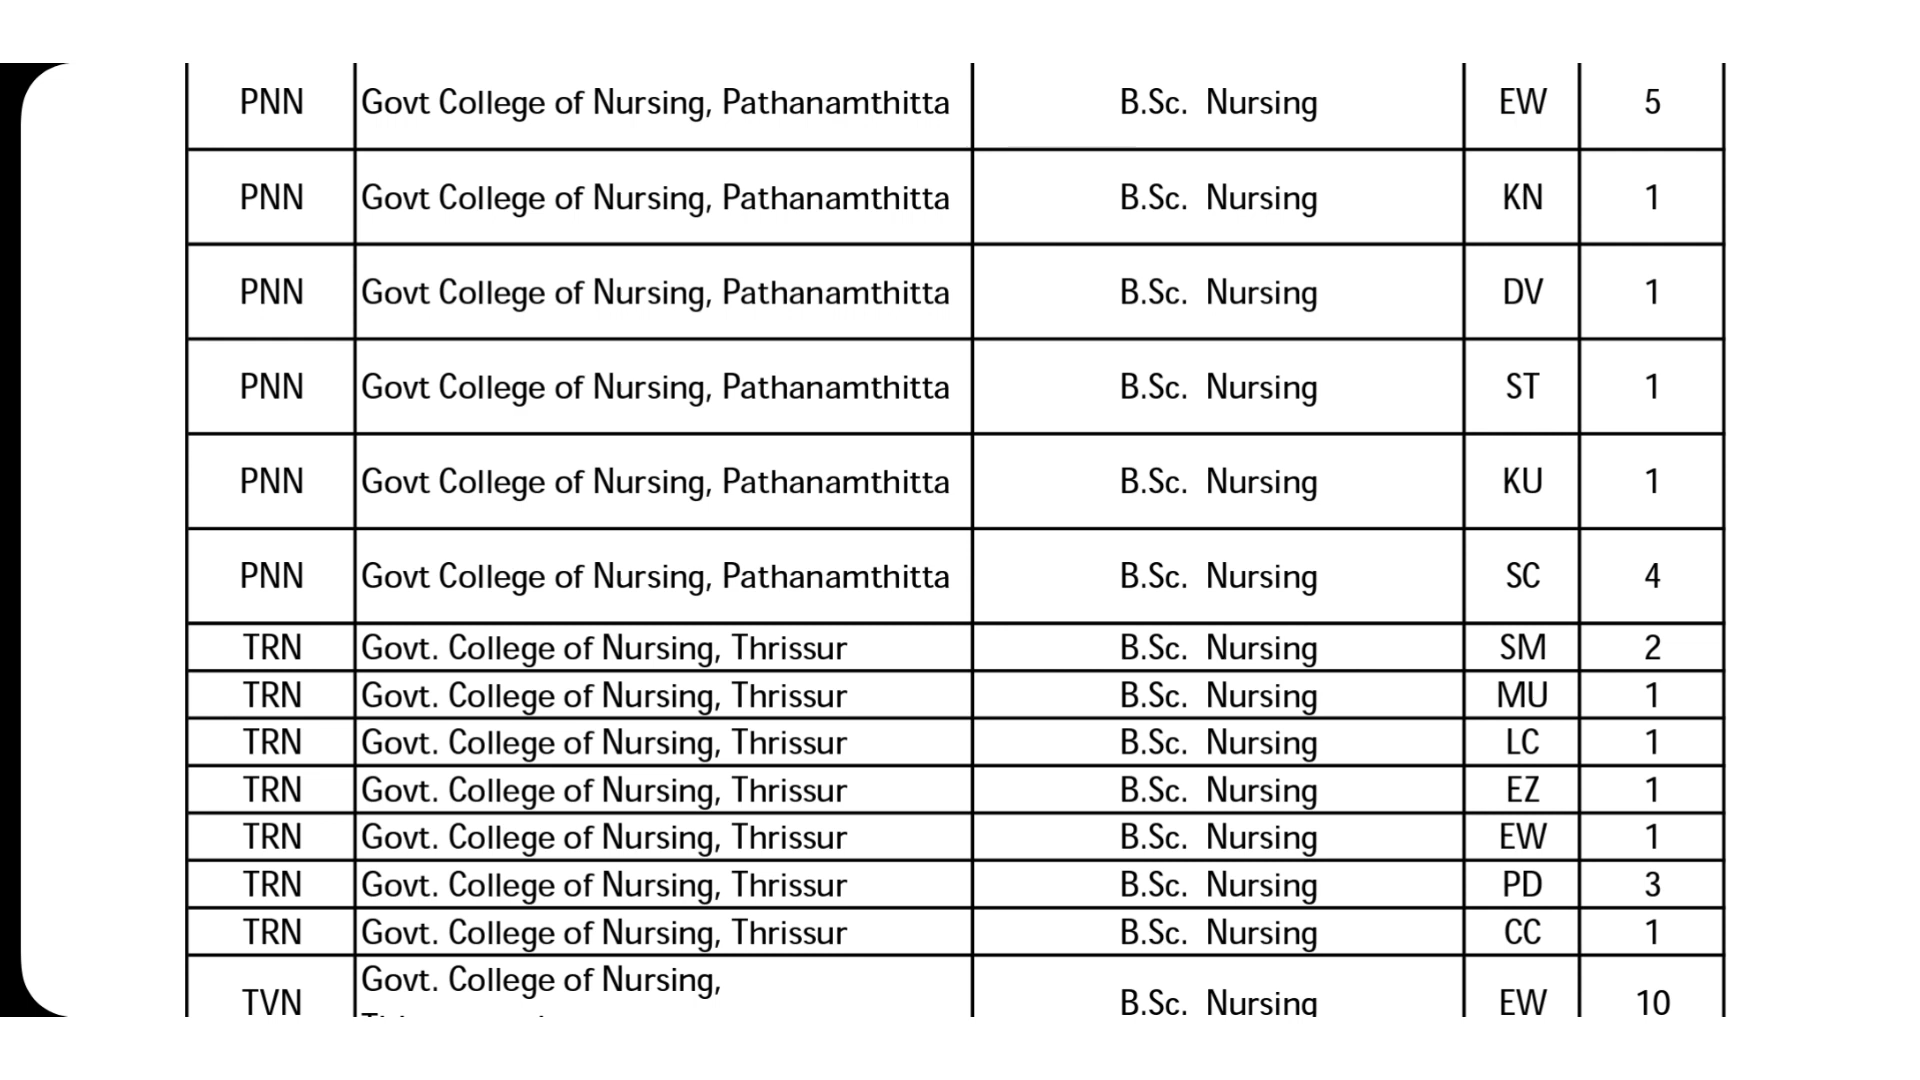 PNN Govt College of Nursing, Pathanamthitta B.Sc. Nursing EW 5
PNN Govt College of Nursing, Pathanamthitta B.Sc. Nursing KN 1
PNN Govt College of Nursing, Pathanamthitta B.Sc. Nursing DV 1
PNN Govt College of Nursing, Pathanamthitta B.Sc. Nursing ST 1
PNN Govt College of Nursing, Pathanamthitta B.Sc. Nursing KU 1
PNN Govt College of Nursing, Pathanamthitta B.Sc. Nursing SC 4
TRN Govt. College of Nursing, Thrissur B.Sc. Nursing SM 2
TRN Govt. College of Nursing, Thrissur B.Sc. Nursing MU 1
TRN Govt. College of Nursing, Thrissur B.Sc. Nursing LC 1
TRN Govt. College of Nursing, Thrissur B.Sc. Nursing EZ 1
TRN Govt. College of Nursing, Thrissur B.Sc. Nursing EW 1
TRN Govt. College of Nursing, Thrissur B.Sc. Nursing PD 3
TRN Govt. College of Nursing, Thrissur B.Sc. Nursing CC 1
Govt. College of Nursing,
TVN B.Sc. Nursing EW 10